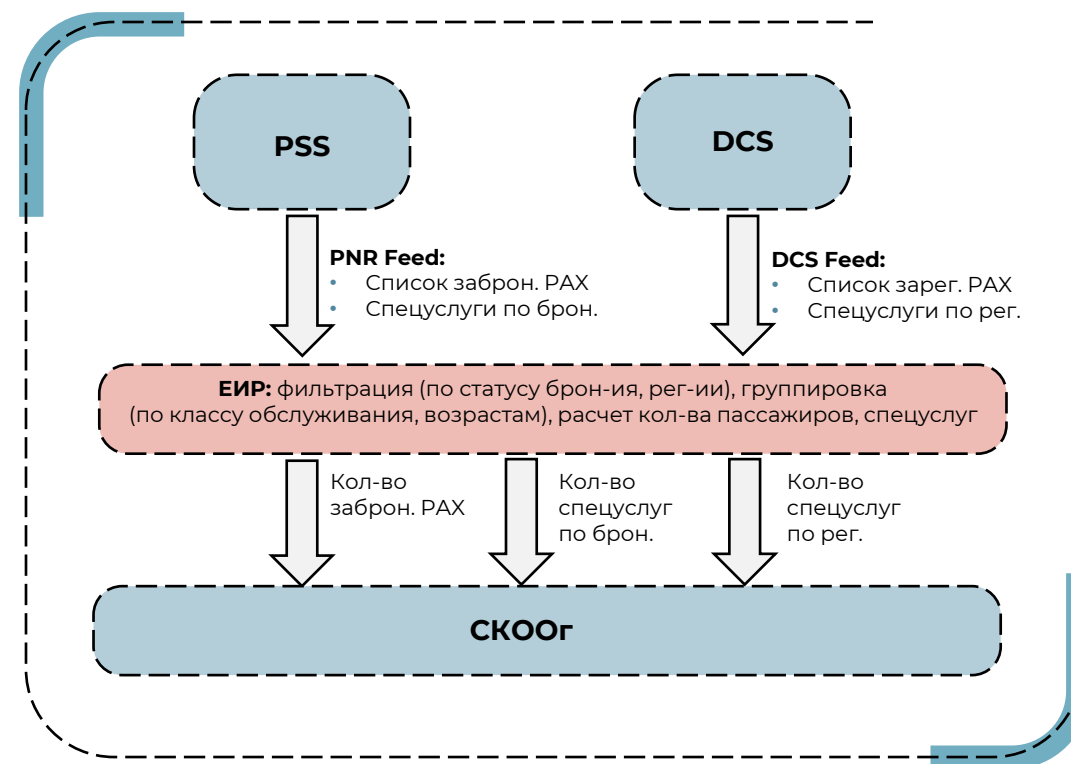 PSS
DCS
PNR Feed:
• Список заброн. PAX
• Спецуслуги по брон.
DCS Feed:
• Список зарег. PAX
• Спецуслуги по рег.
ЕИР: фильтрация (по статусу брон-ия, рег-ии), группировка
(по классу обслуживания, возрастам), расчет кол-ва пассажиров, спецуслуг
Кол-во
заброн. PAX
Кол-во
спецуслуг
по брон.
Кол-во
спецуслуг
по рег.
СКООг